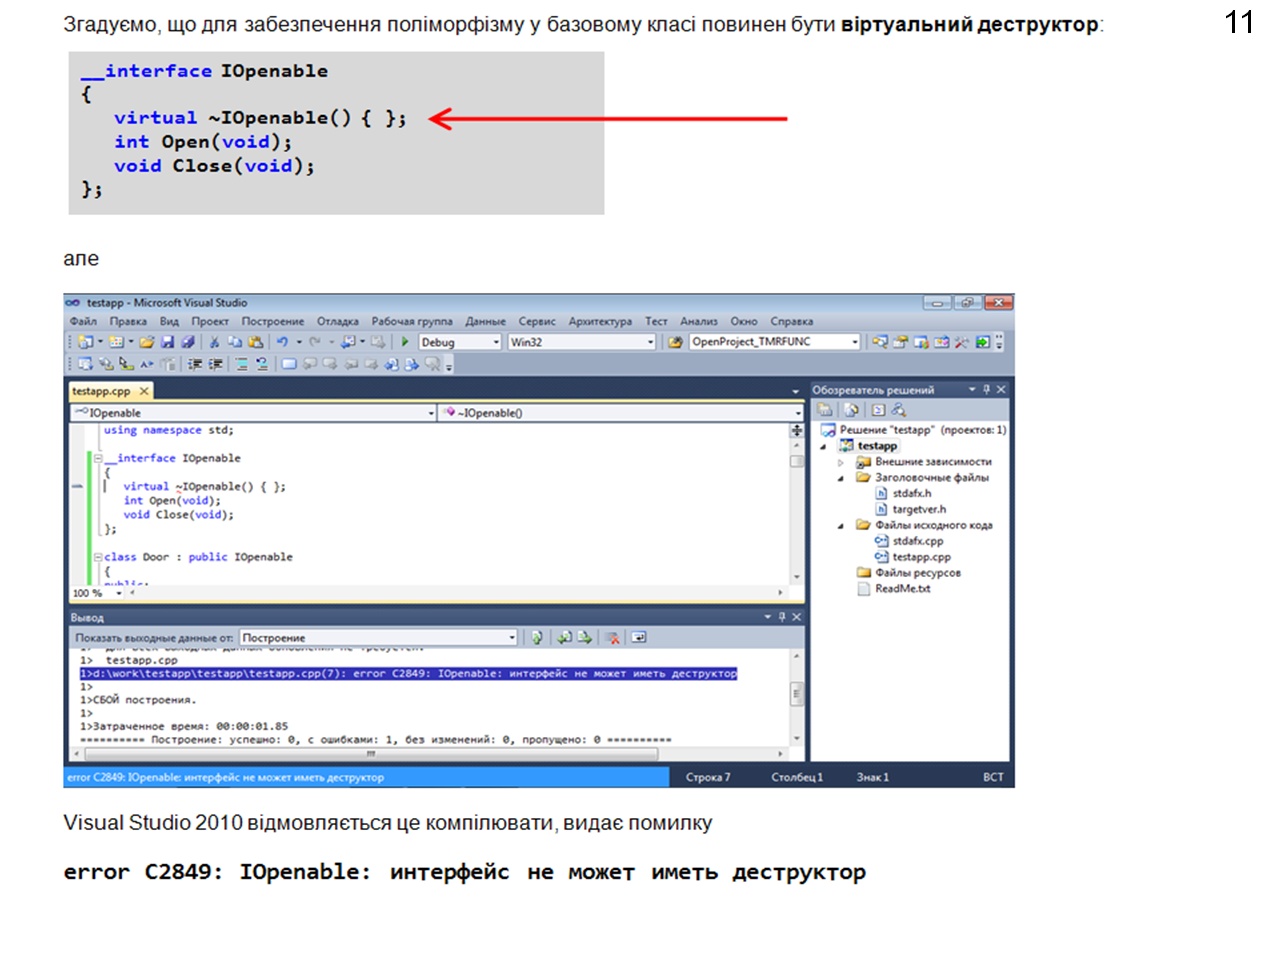 Згадуємо, що для забезпечення поліморфізму у базовому класі повинен бути віртуальний деструктор:
11
__interface IOpenable
{
virtual ~IOpenable() { };
int Open(void);
void Close(void);
};
але
testapp - Microsoft Visual Studio
Файл Правка Вид Проект Построение Отладка Рабочая группа Данные Сервис Архитектура Тест Анализ Окно Справка
Debug Win32 OpenProject_TMRFUNC
testapp.cpp
IOpenable ~IOpenable()
using namespace std;
__interface IOpenable
{
virtual ~IOpenable() { };
int Open(void);
void Close(void);
};
class Door : public IOpenable
{
public:
100 %
Обозреватель решений
Решение "testapp" (проектов: 1)
testapp
Внешние зависимости
Заголовочные файлы
stdafx.h
targetver.h
Файлы исходного кода
stdafx.cpp
testapp.cpp
Файлы ресурсов
ReadMe.txt
Вывод
Показать выходные данные от: Построение
1> Для всех выходных данных обновления не требуется.
1> testapp.cpp
1>d:\work\testapp\testapp\testapp.cpp(7): error C2849: IOpenable: интерфейс не может иметь деструктор
1>
1>СБОЙ построения.
1>
1>Затраченное время: 00:00:01.85
========== Построение: успешно: 0, с ошибками: 1, без изменений: 0, пропущено: 0 ==========
error C2849: IOpenable: интерфейс не может иметь деструктор Строка 7 Столбец 1 Знак 1 ВСТ
Visual Studio 2010 відмовляється це компілювати, видає помилку
error C2849: IOpenable: интерфейс не может иметь деструктор